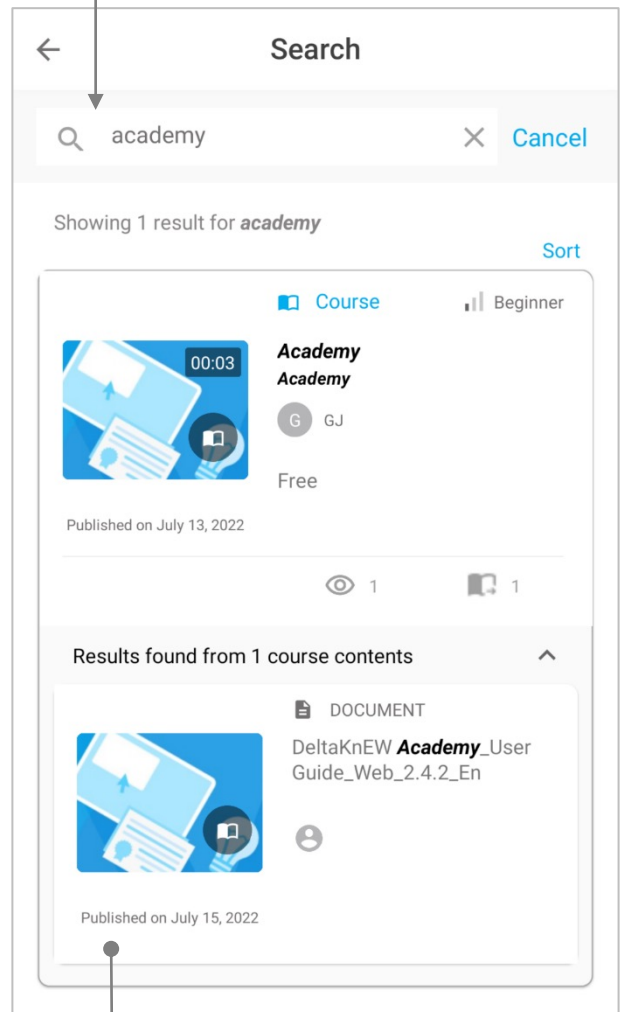 Search
academy
Cancel
Showing 1 result for academy
Sort
Course
Beginner
00:03
Academy
Academy
G
GJ
Free
Published on July 13, 2022
1
1
Results found from 1 course contents
DOCUMENT
DeltaKnEW Academy_User
Guide_Web_2.4.2_En
Published on July 15, 2022